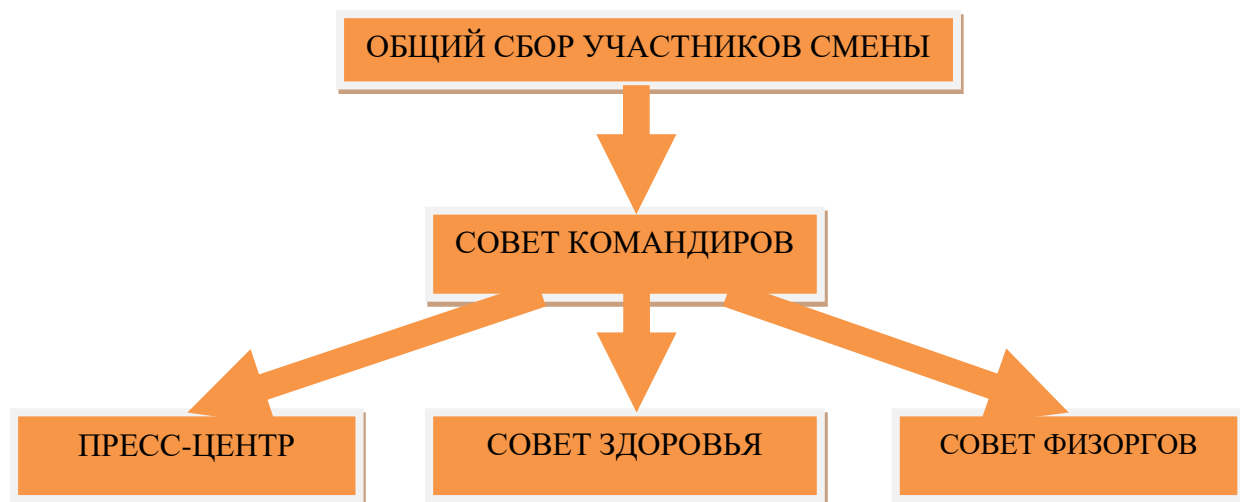 ОБЩИЙ СБОР УЧАСТНИКОВ СМЕНЫ
СОВЕТ КОМАНДИРОВ
ПРЕСС-ЦЕНТР
СОВЕТ ЗДОРОВЬЯ
СОВЕТ ФИЗОРГОВ